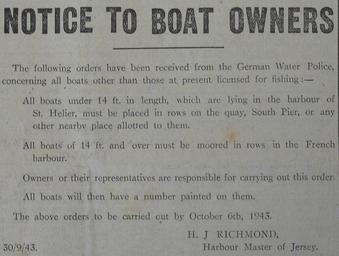 NOTICE TO BOAT OWNERS
The following orders have been received from the German Water Police,
concerning all boats other than those at present licensed for fishing:—
All boats under 14 ft. in length, which are lying in the harbour of
St. Helier, must be placed in rows on the quay, South Pier, or any
other nearby place allotted to them.
All boats of 14 ft. and over must be moored in rows in the French
harbour.
Owners or their representatives are responsible for carrying out this order.
All boats will then have a number painted on them.
The above orders to be carried out by October 6th, 1943.
H. J RICHMOND,
30/9/43. Harbour Master of Jersey.